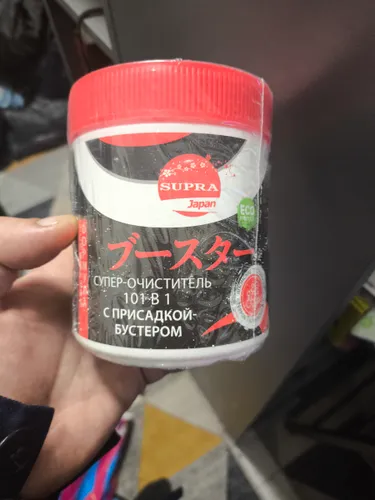 SUPRA
Japan
ECO
ブースター
СУПЕР-ОЧИСТИТЕЛЬ
101 В 1
С ПРИСАДКОЙ-
БУСТЕРОМ